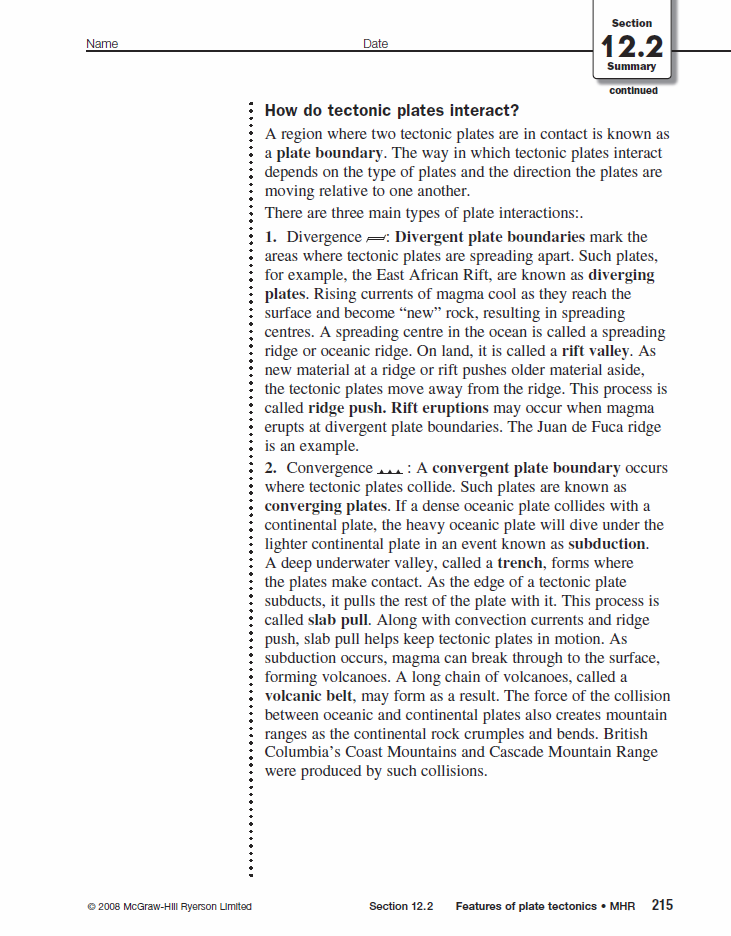 Name
Date
Section
12.2
Summary
continued
How do tectonic plates interact?
A region where two tectonic plates are in contact is known as
a plate boundary. The way in which tectonic plates interact
depends on the type of plates and the direction the plates are
moving relative to one another.
There are three main types of plate interactions:.
1. Divergence : Divergent plate boundaries mark the
areas where tectonic plates are spreading apart. Such plates,
for example, the East African Rift, are known as diverging
plates. Rising currents of magma cool as they reach the
surface and become “new” rock, resulting in spreading
centres. A spreading centre in the ocean is called a spreading
ridge or oceanic ridge. On land, it is called a rift valley. As
new material at a ridge or rift pushes older material aside,
the tectonic plates move away from the ridge. This process is
called ridge push. Rift eruptions may occur when magma
erupts at divergent plate boundaries. The Juan de Fuca ridge
is an example.
2. Convergence : A convergent plate boundary occurs
where tectonic plates collide. Such plates are known as
converging plates. If a dense oceanic plate collides with a
continental plate, the heavy oceanic plate will dive under the
lighter continental plate in an event known as subduction.
A deep underwater valley, called a trench, forms where
the plates make contact. As the edge of a tectonic plate
subducts, it pulls the rest of the plate with it. This process is
called slab pull. Along with convection currents and ridge
push, slab pull helps keep tectonic plates in motion. As
subduction occurs, magma can break through to the surface,
forming volcanoes. A long chain of volcanoes, called a
volcanic belt, may form as a result. The force of the collision
between oceanic and continental plates also creates mountain
ranges as the continental rock crumples and bends. British
Columbia’s Coast Mountains and Cascade Mountain Range
were produced by such collisions.
© 2008 McGraw-Hill Ryerson Limited
Section 12.2 Features of plate tectonics • MHR 215